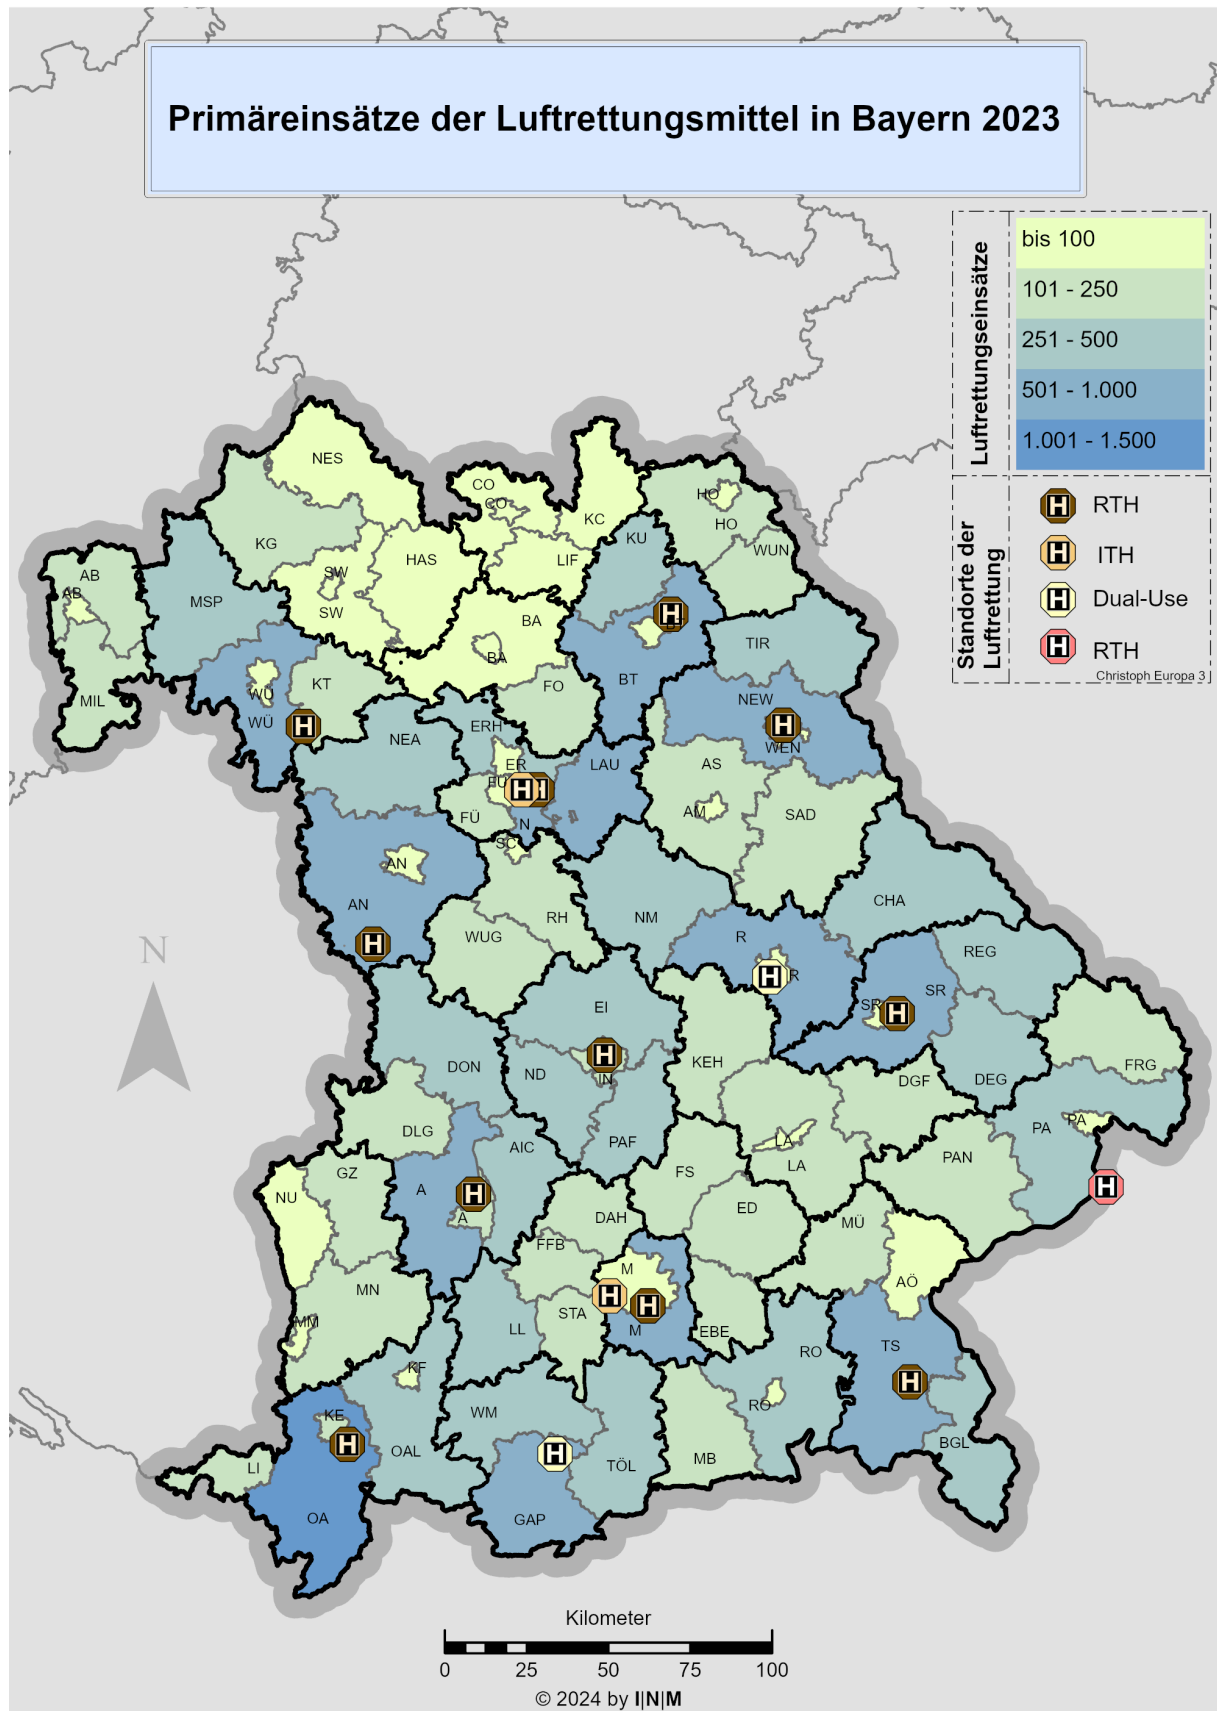 Primäreinsätze der Luftrettungsmittel in Bayern 2023
Luftrettungseinsätze
bis 100
101 - 250
251 - 500
501 - 1.000
1.001 - 1.500
Standorte der
Luftrettung
H RTH
H ITH
H Dual-Use
H RTH
Christoph Europa 3
NES
CO
CO
KC
HO
HO
KU
WUN
KG
SW
SW
HAS
LIF
AB
AB
MSP
BA
BA
H
TIR
MIL
WÜ
WÜ
KT
FO
BT
NEW
H
WEN
H
NEA
ERH
ER
LAU
AS
H
FÜ
N
AM
SAD
SC
AN
AN
RH
NM
CHA
WUG
R
R
H
REG
H
N
SR
SR
H
EI
H
IN
ND
DON
KEH
DGF
DEG
FRG
PA
PA
DLG
AIC
PAF
LA
LA
PAN
GZ
FS
NU
A
A
H
ED
MÜ
H
DAH
FFB
M
M
H
H
AÖ
MN
STA
EBE
MM
LL
RO
RO
TS
H
KF
KE
H
WM
H
OAL
TÖL
MB
BGL
LI
OA
GAP
Kilometer
0 25 50 75 100
© 2024 by I|N|M